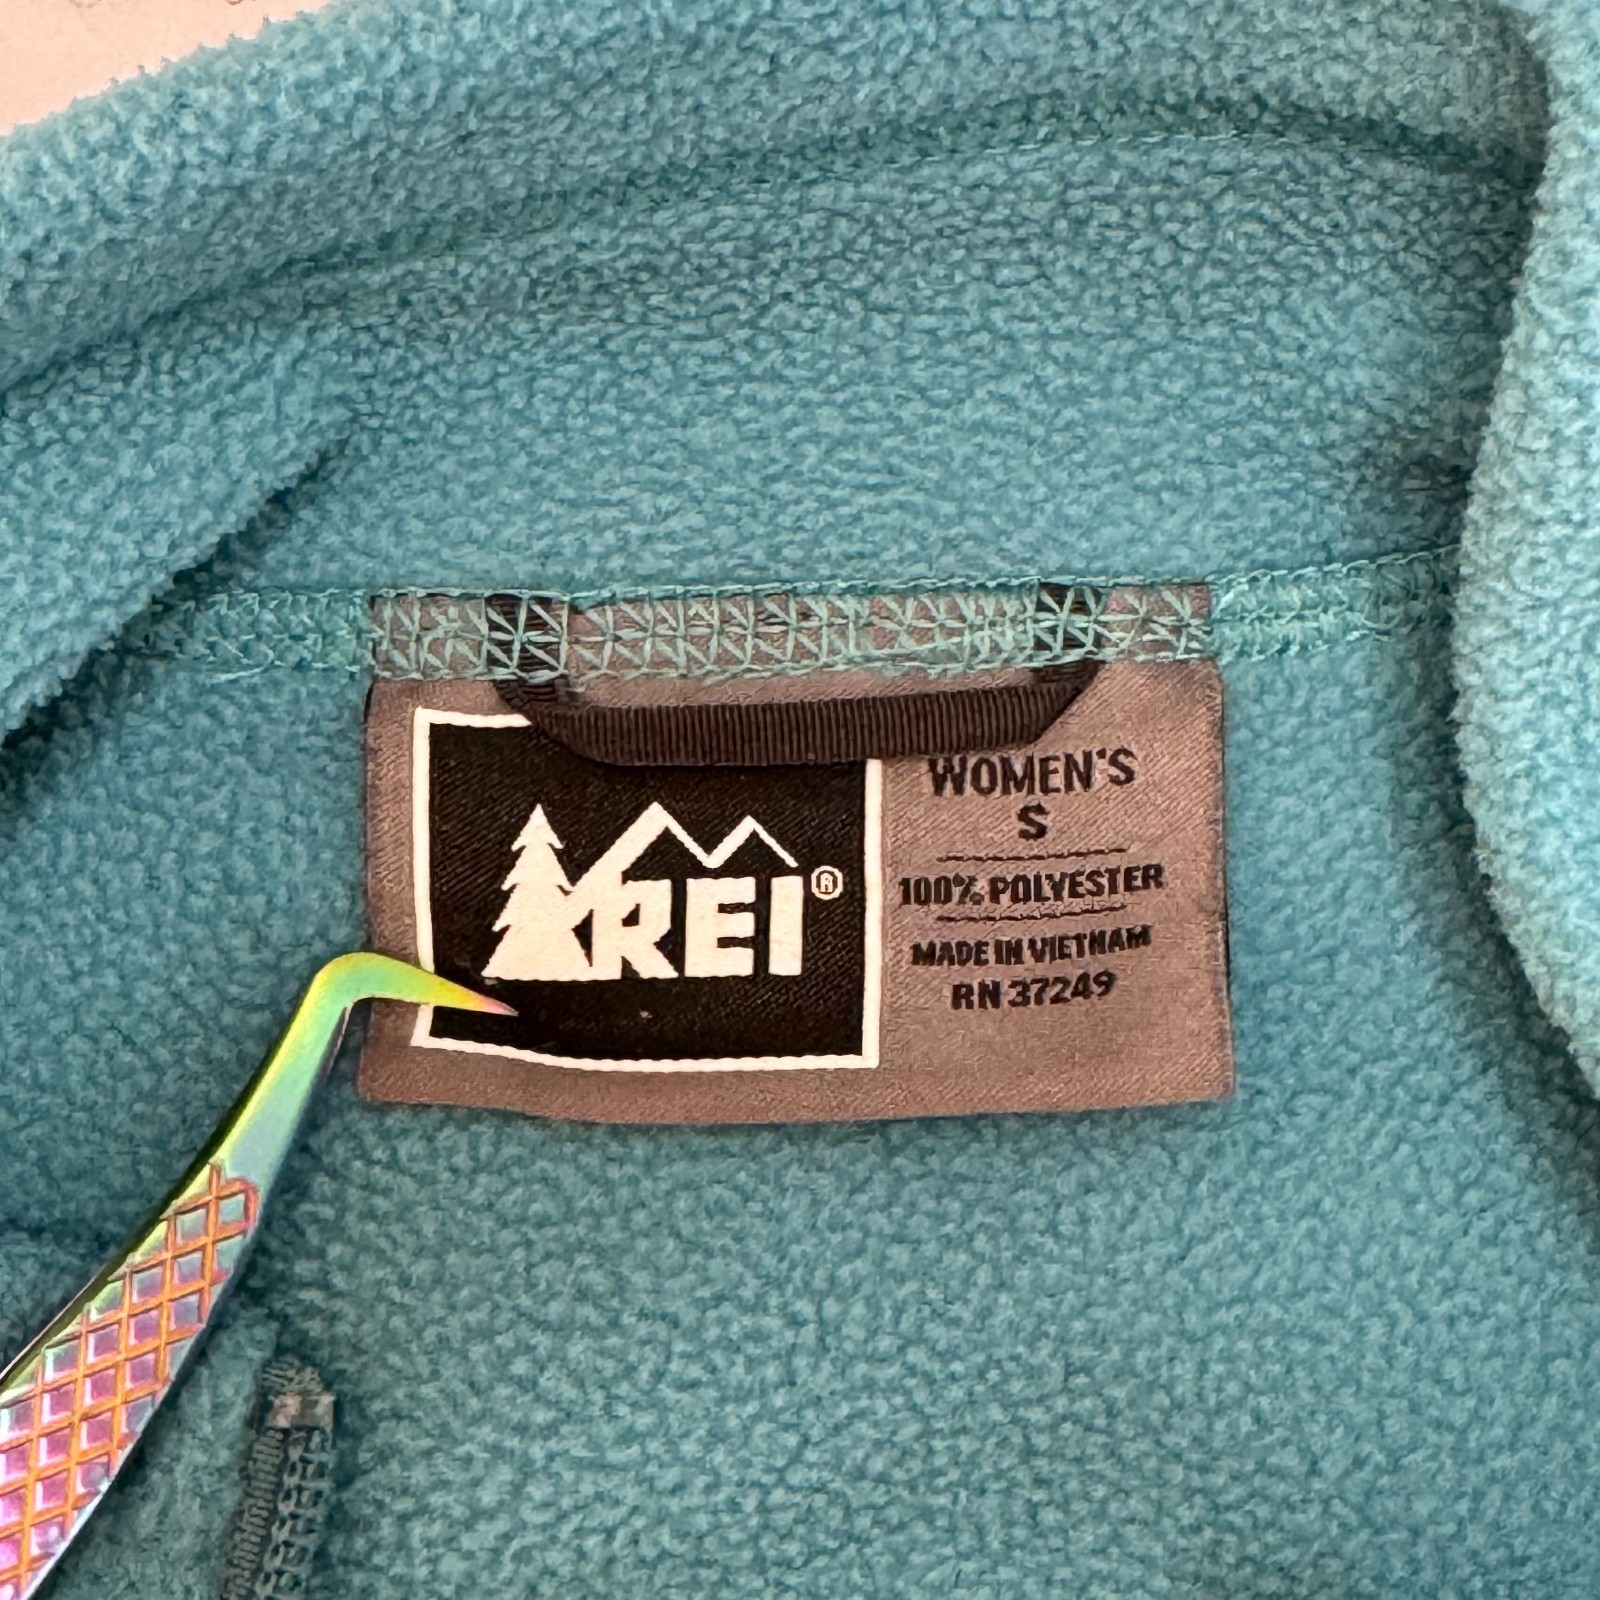 REI®
WOMEN'S
S
100% POLYESTER
MADE IN VIETNAM
RN 37249